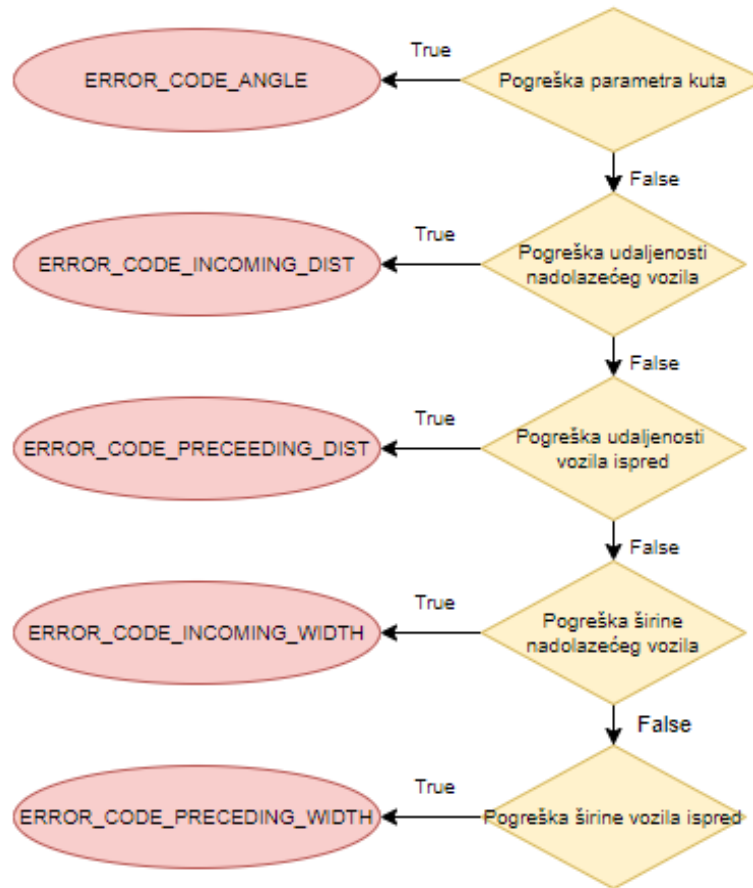 True
ERROR_CODE_ANGLE
Pogreška parametra kuta
False
True
ERROR_CODE_INCOMING_DIST
Pogreška udaljenosti
nadolazećeg vozila
False
True
ERROR_CODE_PRECEEDING_DIST
Pogreška udaljenosti
vozila ispred
False
True
ERROR_CODE_INCOMING_WIDTH
Pogreška širine
nadolazećeg vozila
False
True
ERROR_CODE_PRECEDING_WIDTH
Pogreška širine vozila ispred